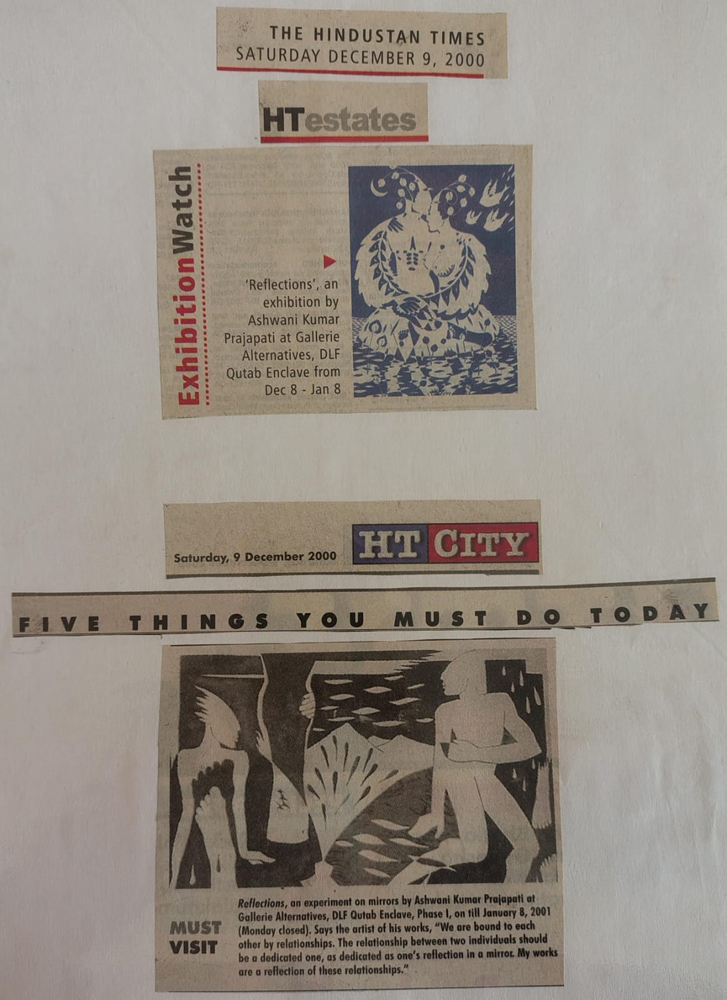 THE HINDUSTAN TIMES
SATURDAY DECEMBER 9, 2000
HTestates
Exhibition Watch
'Reflections', an
exhibition by
Ashwani Kumar
Prajapati at Gallerie
Alternatives, DLF
Qutab Enclave from
Dec 8 - Jan 8
Saturday, 9 December 2000 HT CITY
FIVE THINGS YOU MUST DO TODAY
MUST
VISIT
Reflections, an experiment on mirrors by Ashwani Kumar Prajapati at
Gallerie Alternatives, DLF Qutab Enclave, Phase I, on till January 8, 2001
(Monday closed). Says the artist of his works, "We are bound to each
other by relationships. The relationship between two individuals should
be a dedicated one, as dedicated as one's reflection in a mirror. My works
are a reflection of these relationships."